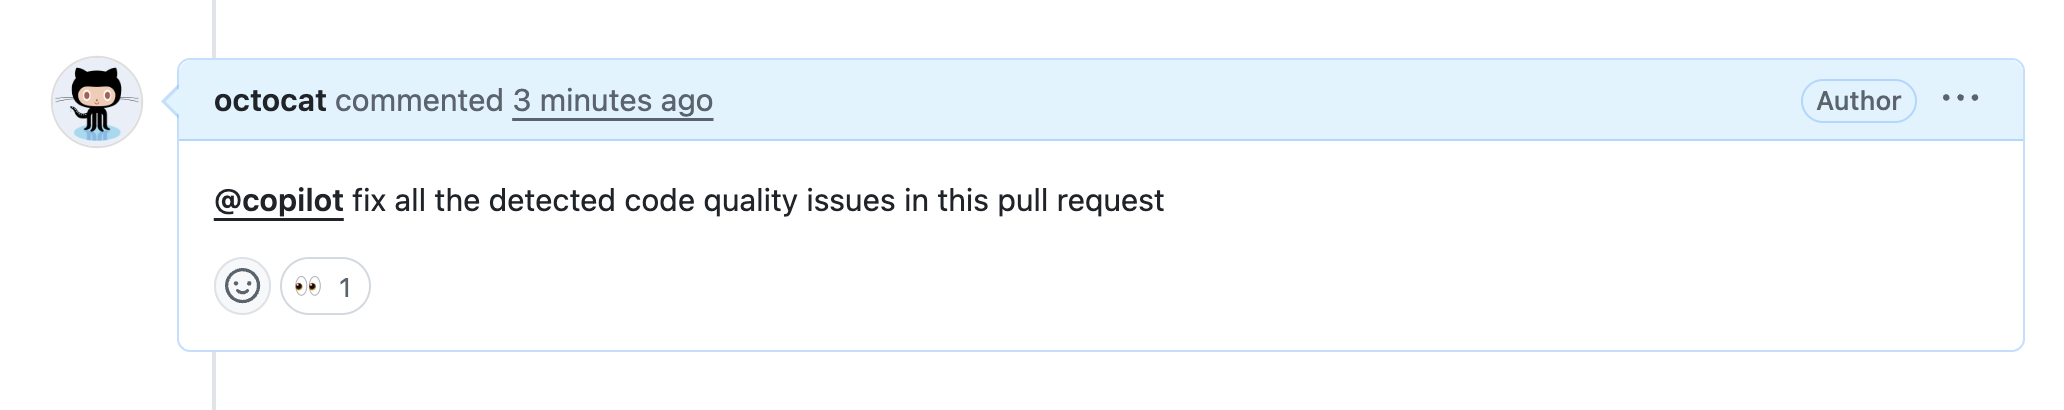 octocat commented 3 minutes ago Author
@copilot fix all the detected code quality issues in this pull request
👀 1